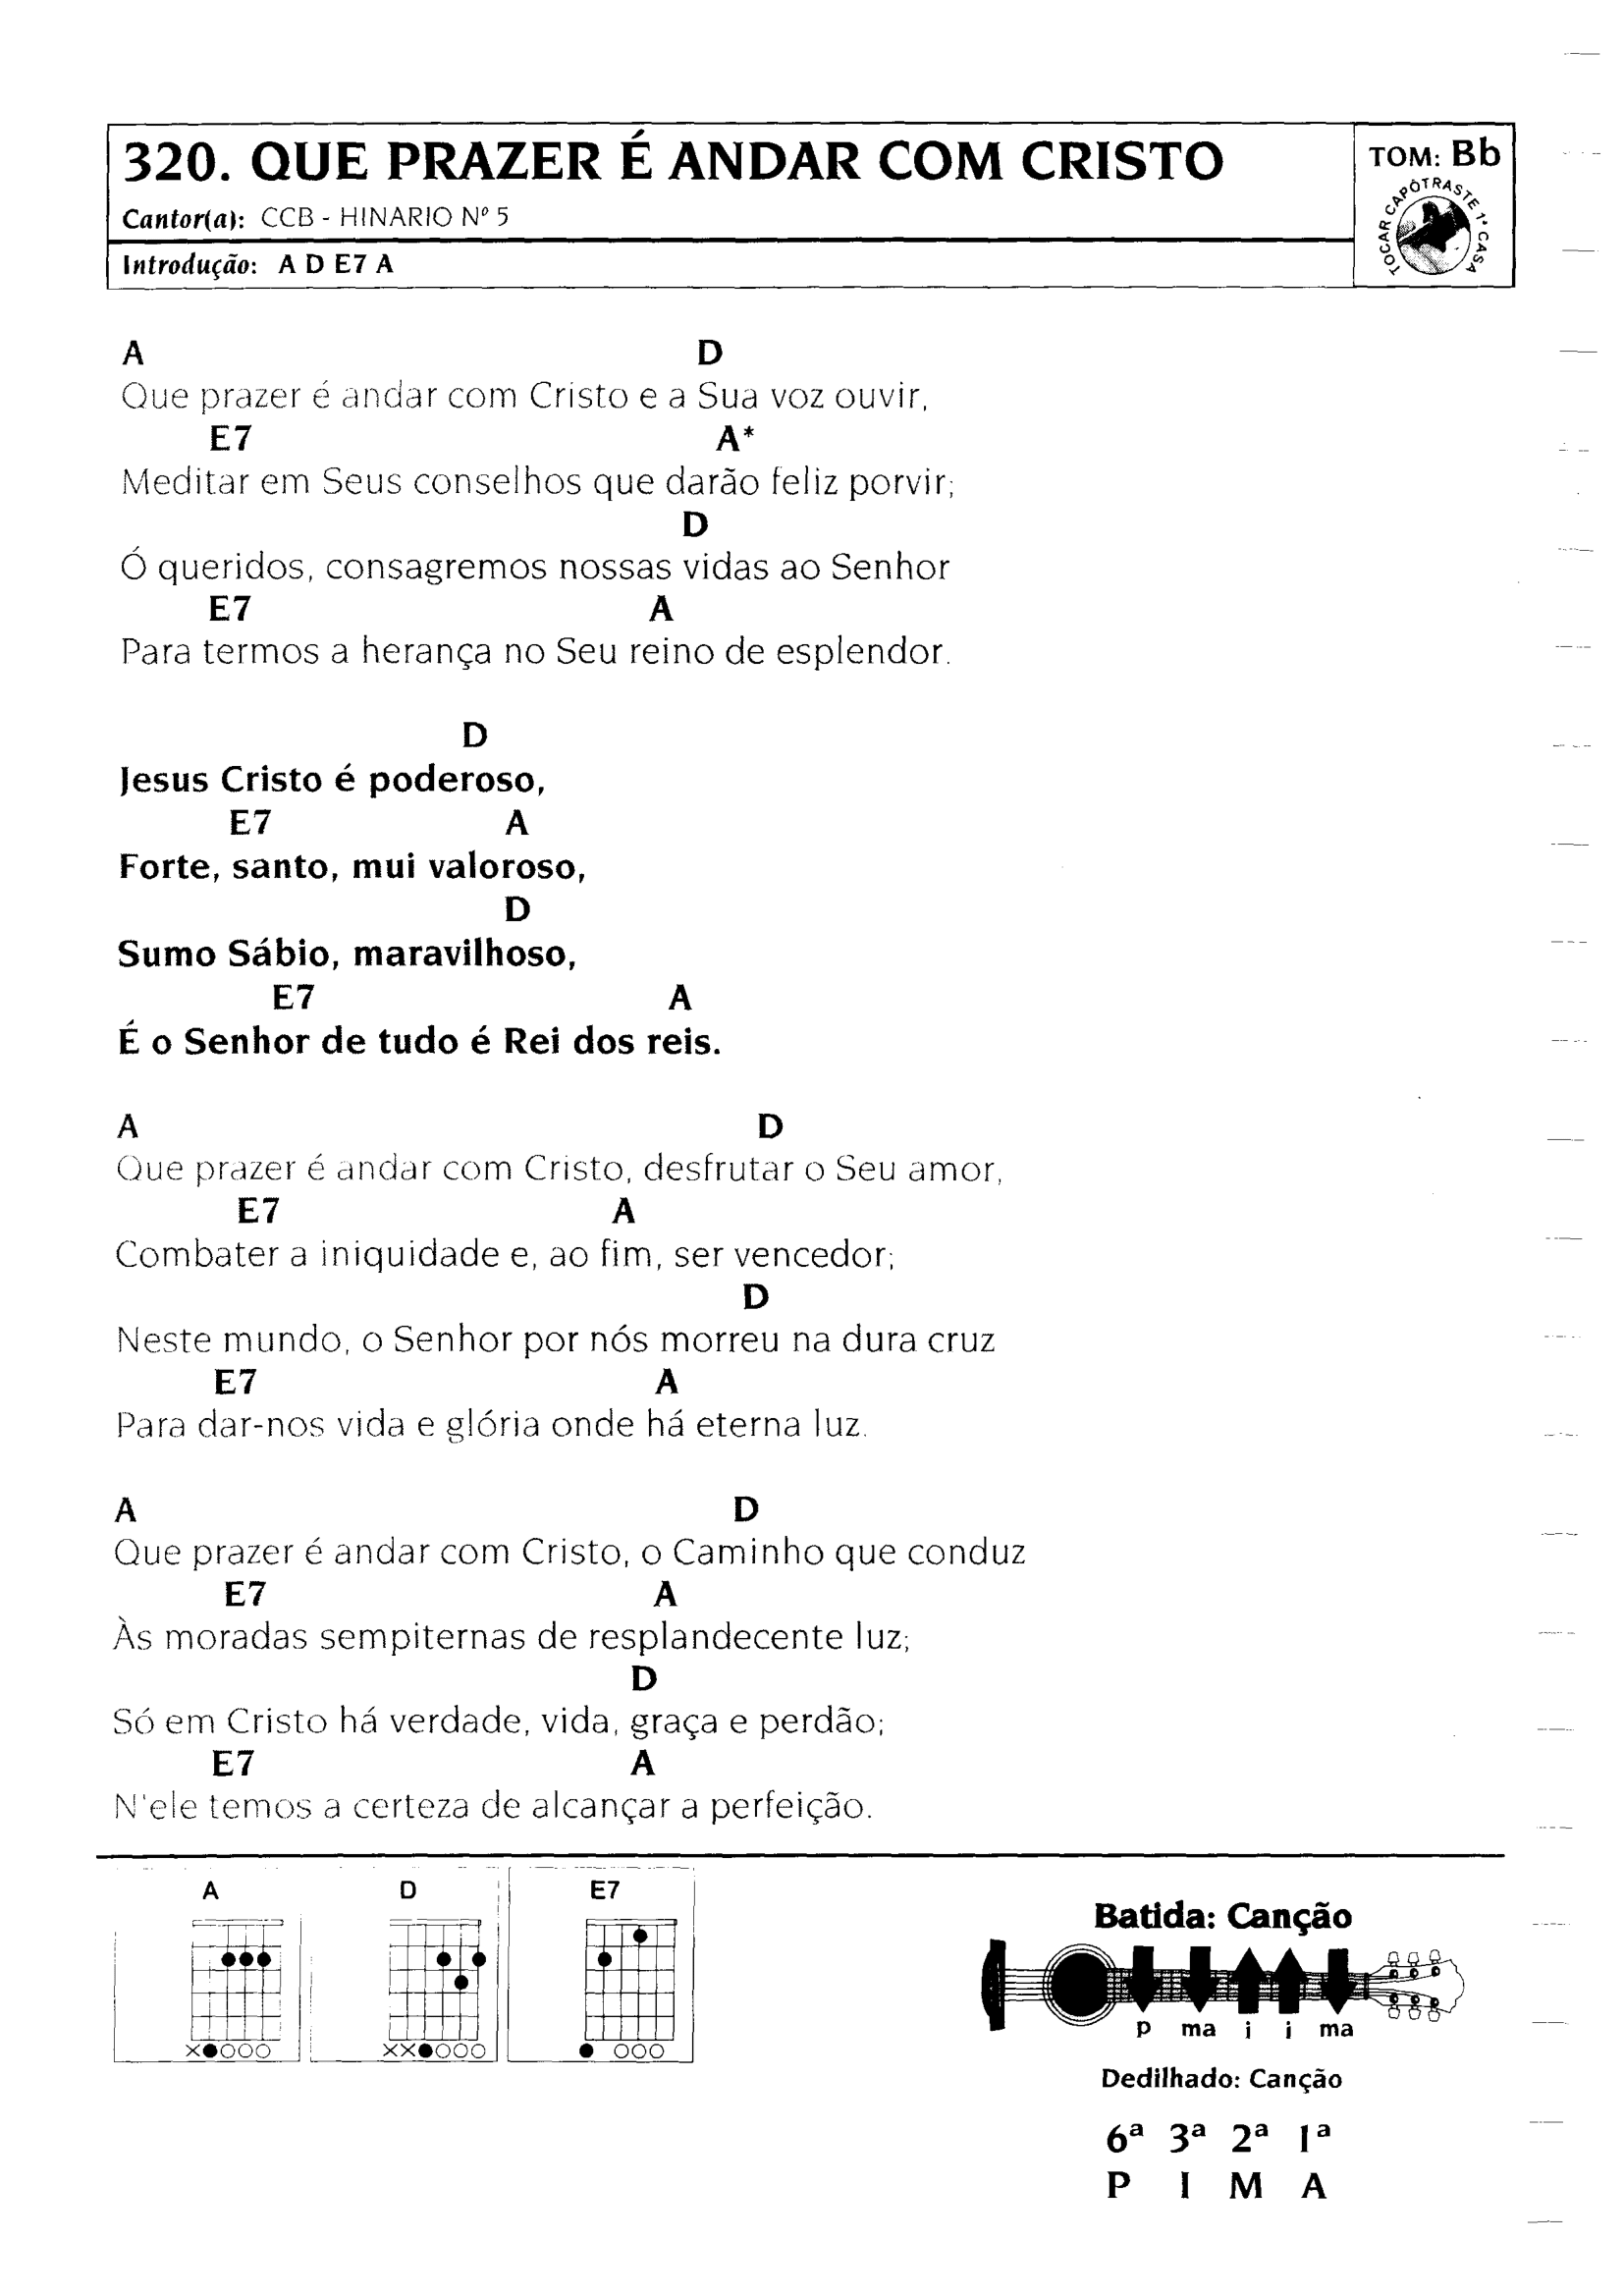 320. QUE PRAZER É ANDAR COM CRISTO
TOM: Bb
TOCAR CAPÔTRASTE 1ª CASA
Cantor(a): CCB - HINARIO Nº 5
Introdução: A D E7 A
A D
Que prazer é andar com Cristo e a Sua voz ouvir,
E7 A*
Meditar em Seus conselhos que darão feliz porvir;
D
Ó queridos, consagremos nossas vidas ao Senhor
E7 A
Para termos a herança no Seu reino de esplendor.
D
Jesus Cristo é poderoso,
E7 A
Forte, santo, mui valoroso,
D
Sumo Sábio, maravilhoso,
E7 A
É o Senhor de tudo é Rei dos reis.
A D
Que prazer é andar com Cristo, desfrutar o Seu amor,
E7 A
Combater a iniquidade e, ao fim, ser vencedor;
D
Neste mundo, o Senhor por nós morreu na dura cruz
E7 A
Para dar-nos vida e glória onde há eterna luz.
A D
Que prazer é andar com Cristo, o Caminho que conduz
E7 A
Às moradas sempiternas de resplandecente luz;
D
Só em Cristo há verdade, vida, graça e perdão;
E7 A
N'ele temos a certeza de alcançar a perfeição.
A D E7
Batida: Canção
p ma i i ma
Dedilhado: Canção
6ª 3ª 2ª 1ª
P I M A